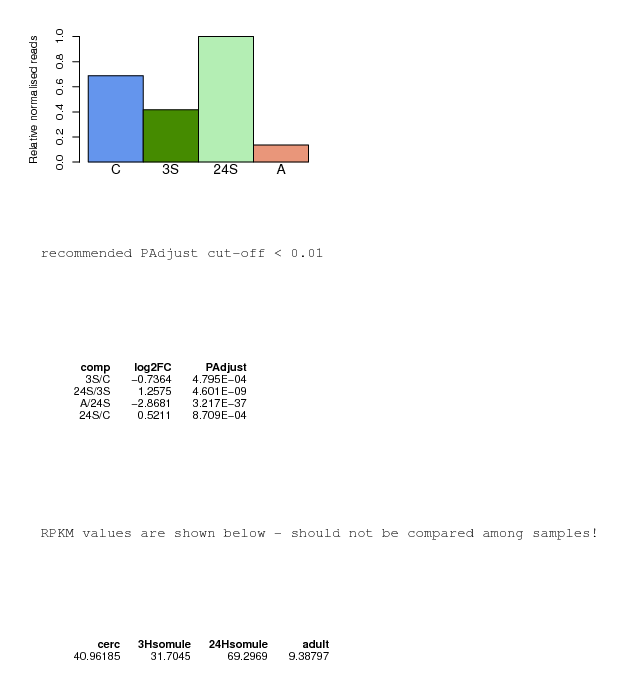 Relative normalised reads
1.0
0.8
0.6
0.4
0.2
0.0
C 3S 24S A
recommended PAdjust cut-off < 0.01
comp log2FC PAdjust
3S/C −0.7364 4.795E−04
24S/3S 1.2575 4.601E−09
A/24S −2.8681 3.217E−37
24S/C 0.5211 8.709E−04
RPKM values are shown below - should not be compared among samples!
cerc 3Hsomule 24Hsomule adult
40.96185 31.7045 69.2969 9.38797